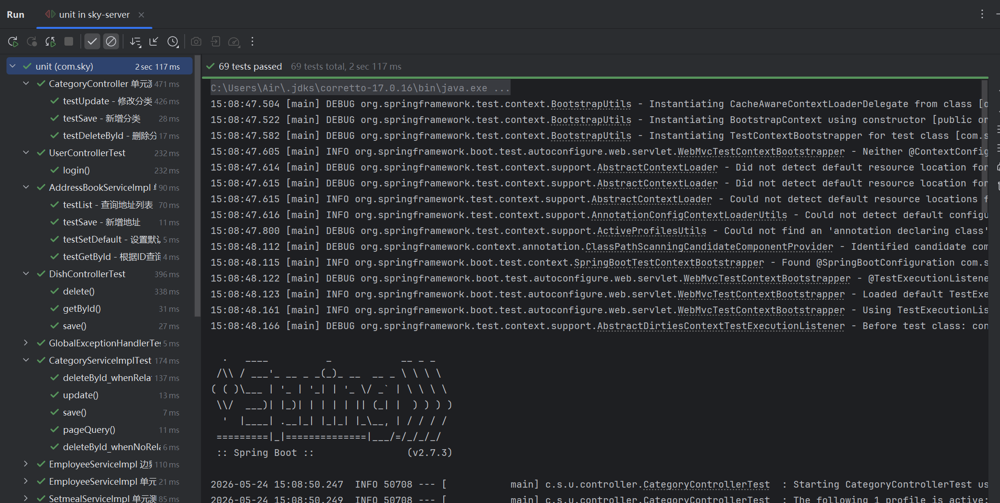 Run unit in sky-server
unit (com.sky) 2 sec 117 ms
CategoryController 单元测 471 ms
testUpdate - 修改分类 426 ms
testSave - 新增分类 28 ms
testDeleteById - 删除分 17 ms
UserControllerTest 232 ms
login() 232 ms
AddressBookServiceImpl 90 ms
testList - 查询地址列表 70 ms
testSave - 新增地址 11 ms
testSetDefault - 设置默认 5 ms
testGetById - 根据ID查询 4 ms
DishControllerTest 396 ms
delete() 338 ms
getById() 31 ms
save() 27 ms
GlobalExceptionHandlerTes 5 ms
CategoryServiceImplTest 174 ms
deleteById_whenRelat 137 ms
update() 13 ms
save() 7 ms
pageQuery() 11 ms
deleteById_whenNoRela 6 ms
EmployeeServiceImpl 边界 110 ms
EmployeeServiceImpl 单元 21 ms
SetmealServiceImpl 单元测 85 ms
69 tests passed 69 tests total, 2 sec 117 ms
C:\Users\Air\.jdks\corretto-17.0.16\bin\java.exe ...
15:08:47.504 [main] DEBUG org.springframework.test.context.BootstrapUtils - Instantiating CacheAwareContextLoaderDelegate from class [o
15:08:47.522 [main] DEBUG org.springframework.test.context.BootstrapUtils - Instantiating BootstrapContext using constructor [public or
15:08:47.582 [main] DEBUG org.springframework.test.context.BootstrapUtils - Instantiating TestContextBootstrapper for test class [com.s
15:08:47.605 [main] INFO org.springframework.boot.test.autoconfigure.web.servlet.WebMvcTestContextBootstrapper - Neither @ContextConfig
15:08:47.614 [main] DEBUG org.springframework.test.context.support.AbstractContextLoader - Did not detect default resource location for
15:08:47.615 [main] DEBUG org.springframework.test.context.support.AbstractContextLoader - Did not detect default resource location for
15:08:47.615 [main] INFO org.springframework.test.context.support.AbstractContextLoader - Could not detect default resource locations f
15:08:47.616 [main] INFO org.springframework.test.context.support.AnnotationConfigContextLoaderUtils - Could not detect default configu
15:08:47.800 [main] DEBUG org.springframework.test.context.support.ActiveProfilesUtils - Could not find an 'annotation declaring class'
15:08:48.112 [main] DEBUG org.springframework.context.annotation.ClassPathScanningCandidateComponentProvider - Identified candidate com
15:08:48.115 [main] INFO org.springframework.boot.test.context.SpringBootTestContextBootstrapper - Found @SpringBootConfiguration com.s
15:08:48.122 [main] DEBUG org.springframework.boot.test.autoconfigure.web.servlet.WebMvcTestContextBootstrapper - @TestExecutionListene
15:08:48.123 [main] INFO org.springframework.boot.test.autoconfigure.web.servlet.WebMvcTestContextBootstrapper - Loaded default TestExe
15:08:48.161 [main] INFO org.springframework.boot.test.autoconfigure.web.servlet.WebMvcTestContextBootstrapper - Using TestExecutionLis
15:08:48.166 [main] DEBUG org.springframework.test.context.support.AbstractDirtiesContextTestExecutionListener - Before test class: con
  .   ____          _            __ _ _
 /\\ / ___'_ __ _ _(_)_ __  __ _ \ \ \ \
( ( )\___ | '_ | '_| | '_ \/ _` | \ \ \ \
 \\/  ___)| |_)| | | | | || (_| |  ) ) ) )
  '  |____| .__|_| |_|_| |_\__, | / / / /
 =========|_|==============|___/=/_/_/_/
 :: Spring Boot ::                (v2.7.3)
2026-05-24 15:08:50.247  INFO 50708 --- [           main] c.s.u.controller.CategoryControllerTest  : Starting CategoryControllerTest us
2026-05-24 15:08:50.249  INFO 50708 --- [           main] c.s.u.controller.CategoryControllerTest  : The following 1 profile is active: